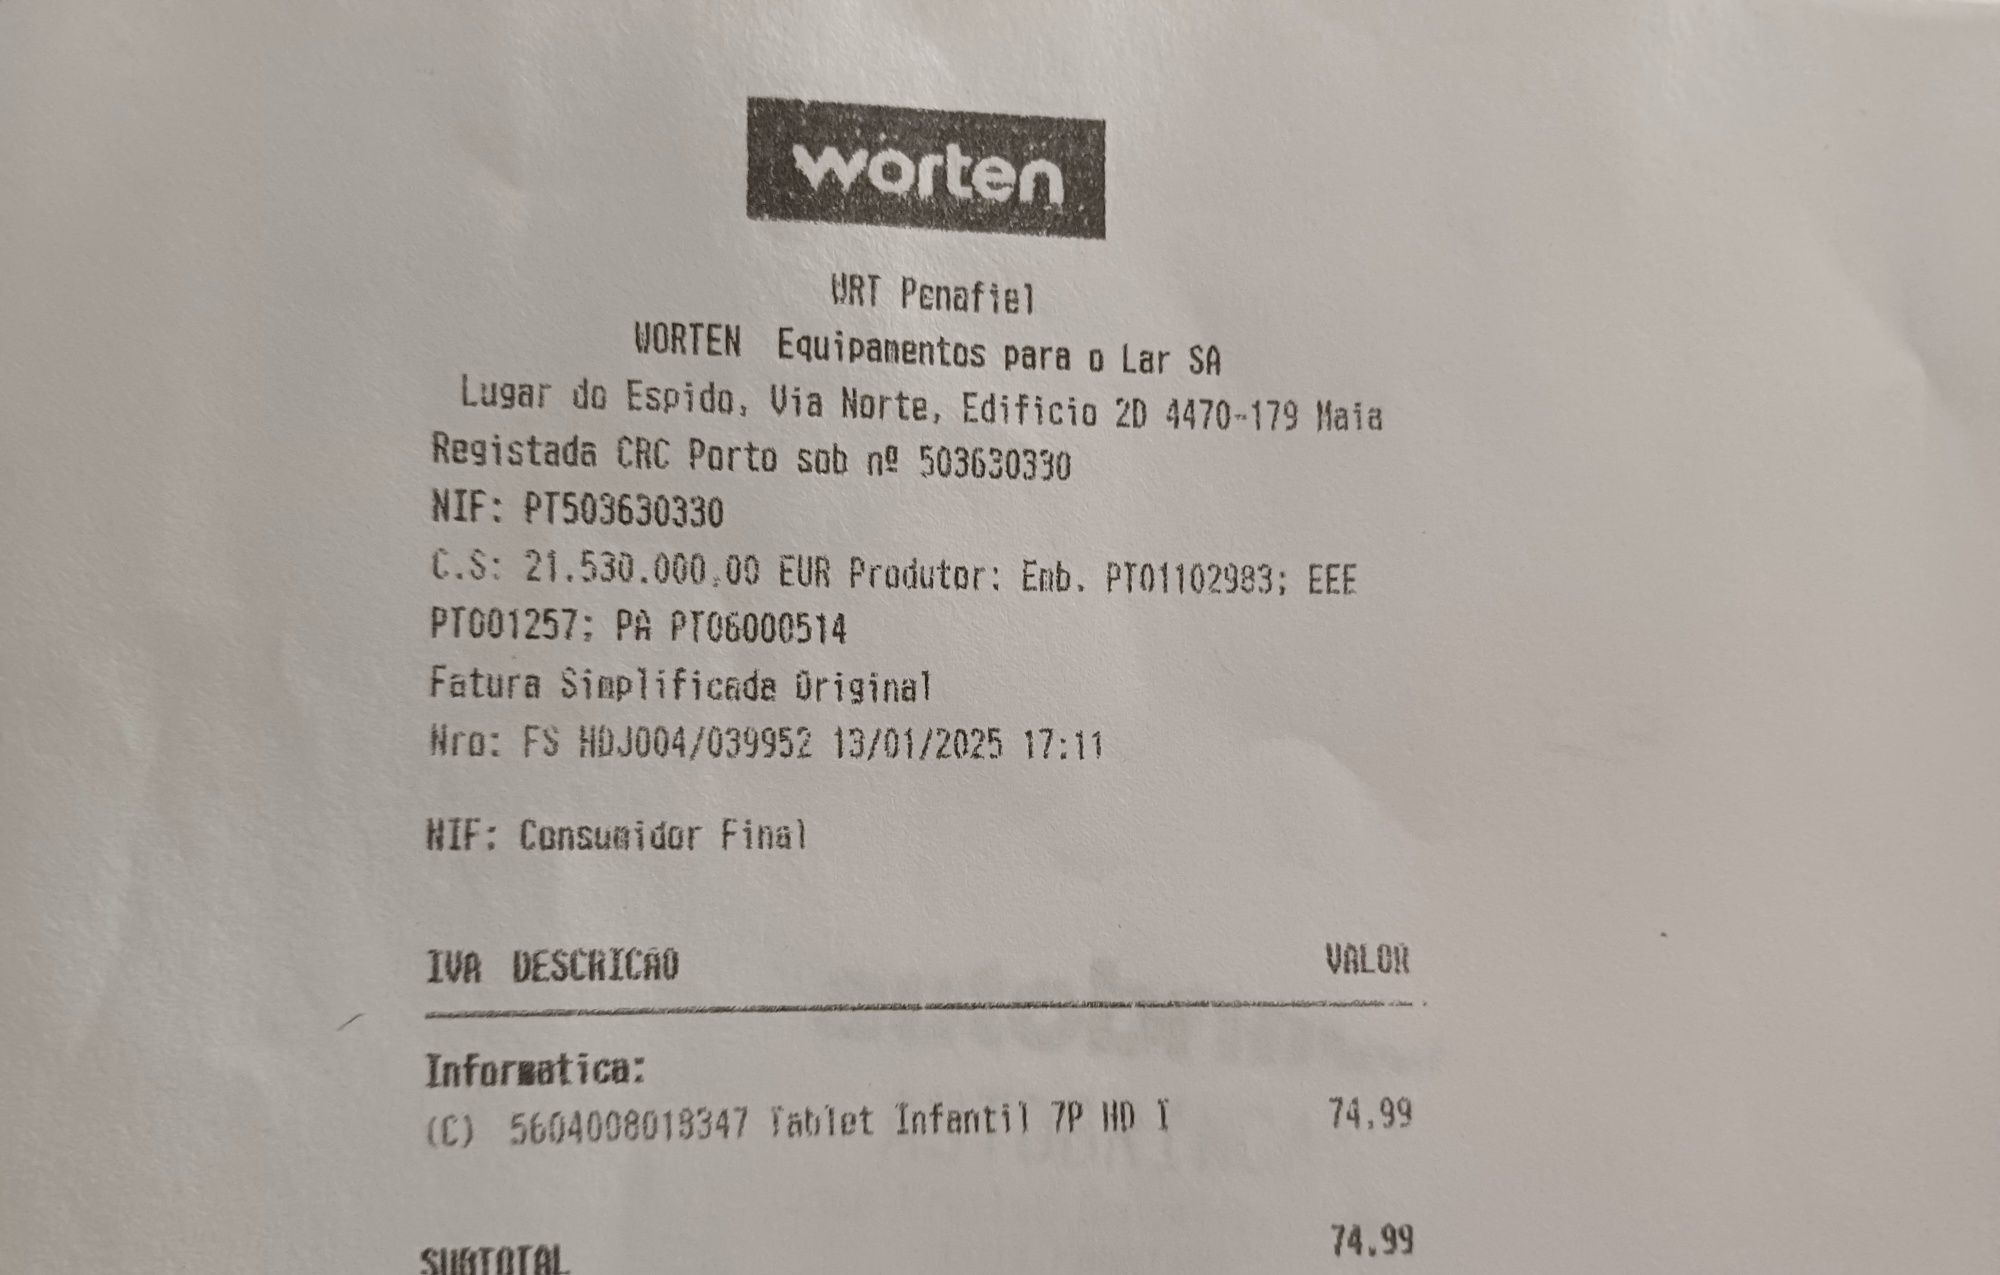 worten
WRT Penafiel
WORTEN Equipamentos para o Lar SA
Lugar do Espido, Via Norte, Edificio 2D 4470-179 Maia
Registada CRC Porto sob nº 503630330
NIF: PT503630330
C.S: 21.530.000,00 EUR Produtor: Emb. PT01102983; EEE
PT001257; PA PT06000514
Fatura Simplificada Original
Nro: FS HDJ004/039952 13/01/2025 17:11
NIF: Consumidor Final
IVA DESCRICAO VALOR
Informatica:
(C) 5604008018347 Tablet Infantil 7P HD I 74,99
SUBTOTAL 74,99